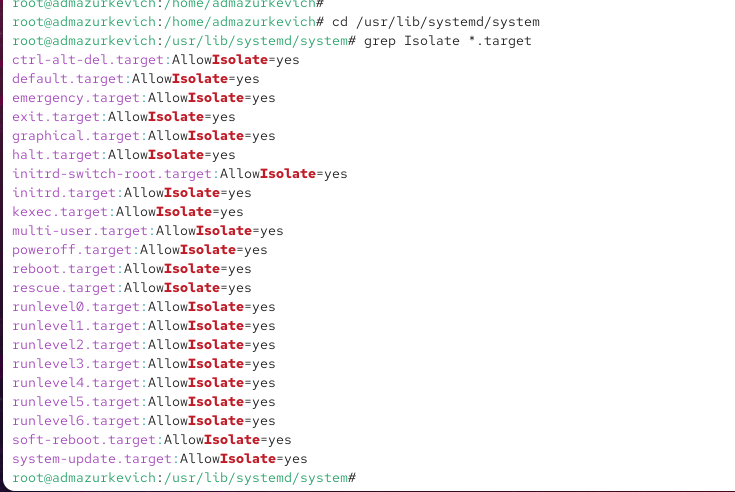 root@admazurkevich:/home/admazurkevich#
root@admazurkevich:/home/admazurkevich# cd /usr/lib/systemd/system
root@admazurkevich:/usr/lib/systemd/system# grep Isolate *.target
ctrl-alt-del.target:AllowIsolate=yes
default.target:AllowIsolate=yes
emergency.target:AllowIsolate=yes
exit.target:AllowIsolate=yes
graphical.target:AllowIsolate=yes
halt.target:AllowIsolate=yes
initrd-switch-root.target:AllowIsolate=yes
initrd.target:AllowIsolate=yes
kexec.target:AllowIsolate=yes
multi-user.target:AllowIsolate=yes
poweroff.target:AllowIsolate=yes
reboot.target:AllowIsolate=yes
rescue.target:AllowIsolate=yes
runlevel0.target:AllowIsolate=yes
runlevel1.target:AllowIsolate=yes
runlevel2.target:AllowIsolate=yes
runlevel3.target:AllowIsolate=yes
runlevel4.target:AllowIsolate=yes
runlevel5.target:AllowIsolate=yes
runlevel6.target:AllowIsolate=yes
soft-reboot.target:AllowIsolate=yes
system-update.target:AllowIsolate=yes
root@admazurkevich:/usr/lib/systemd/system#